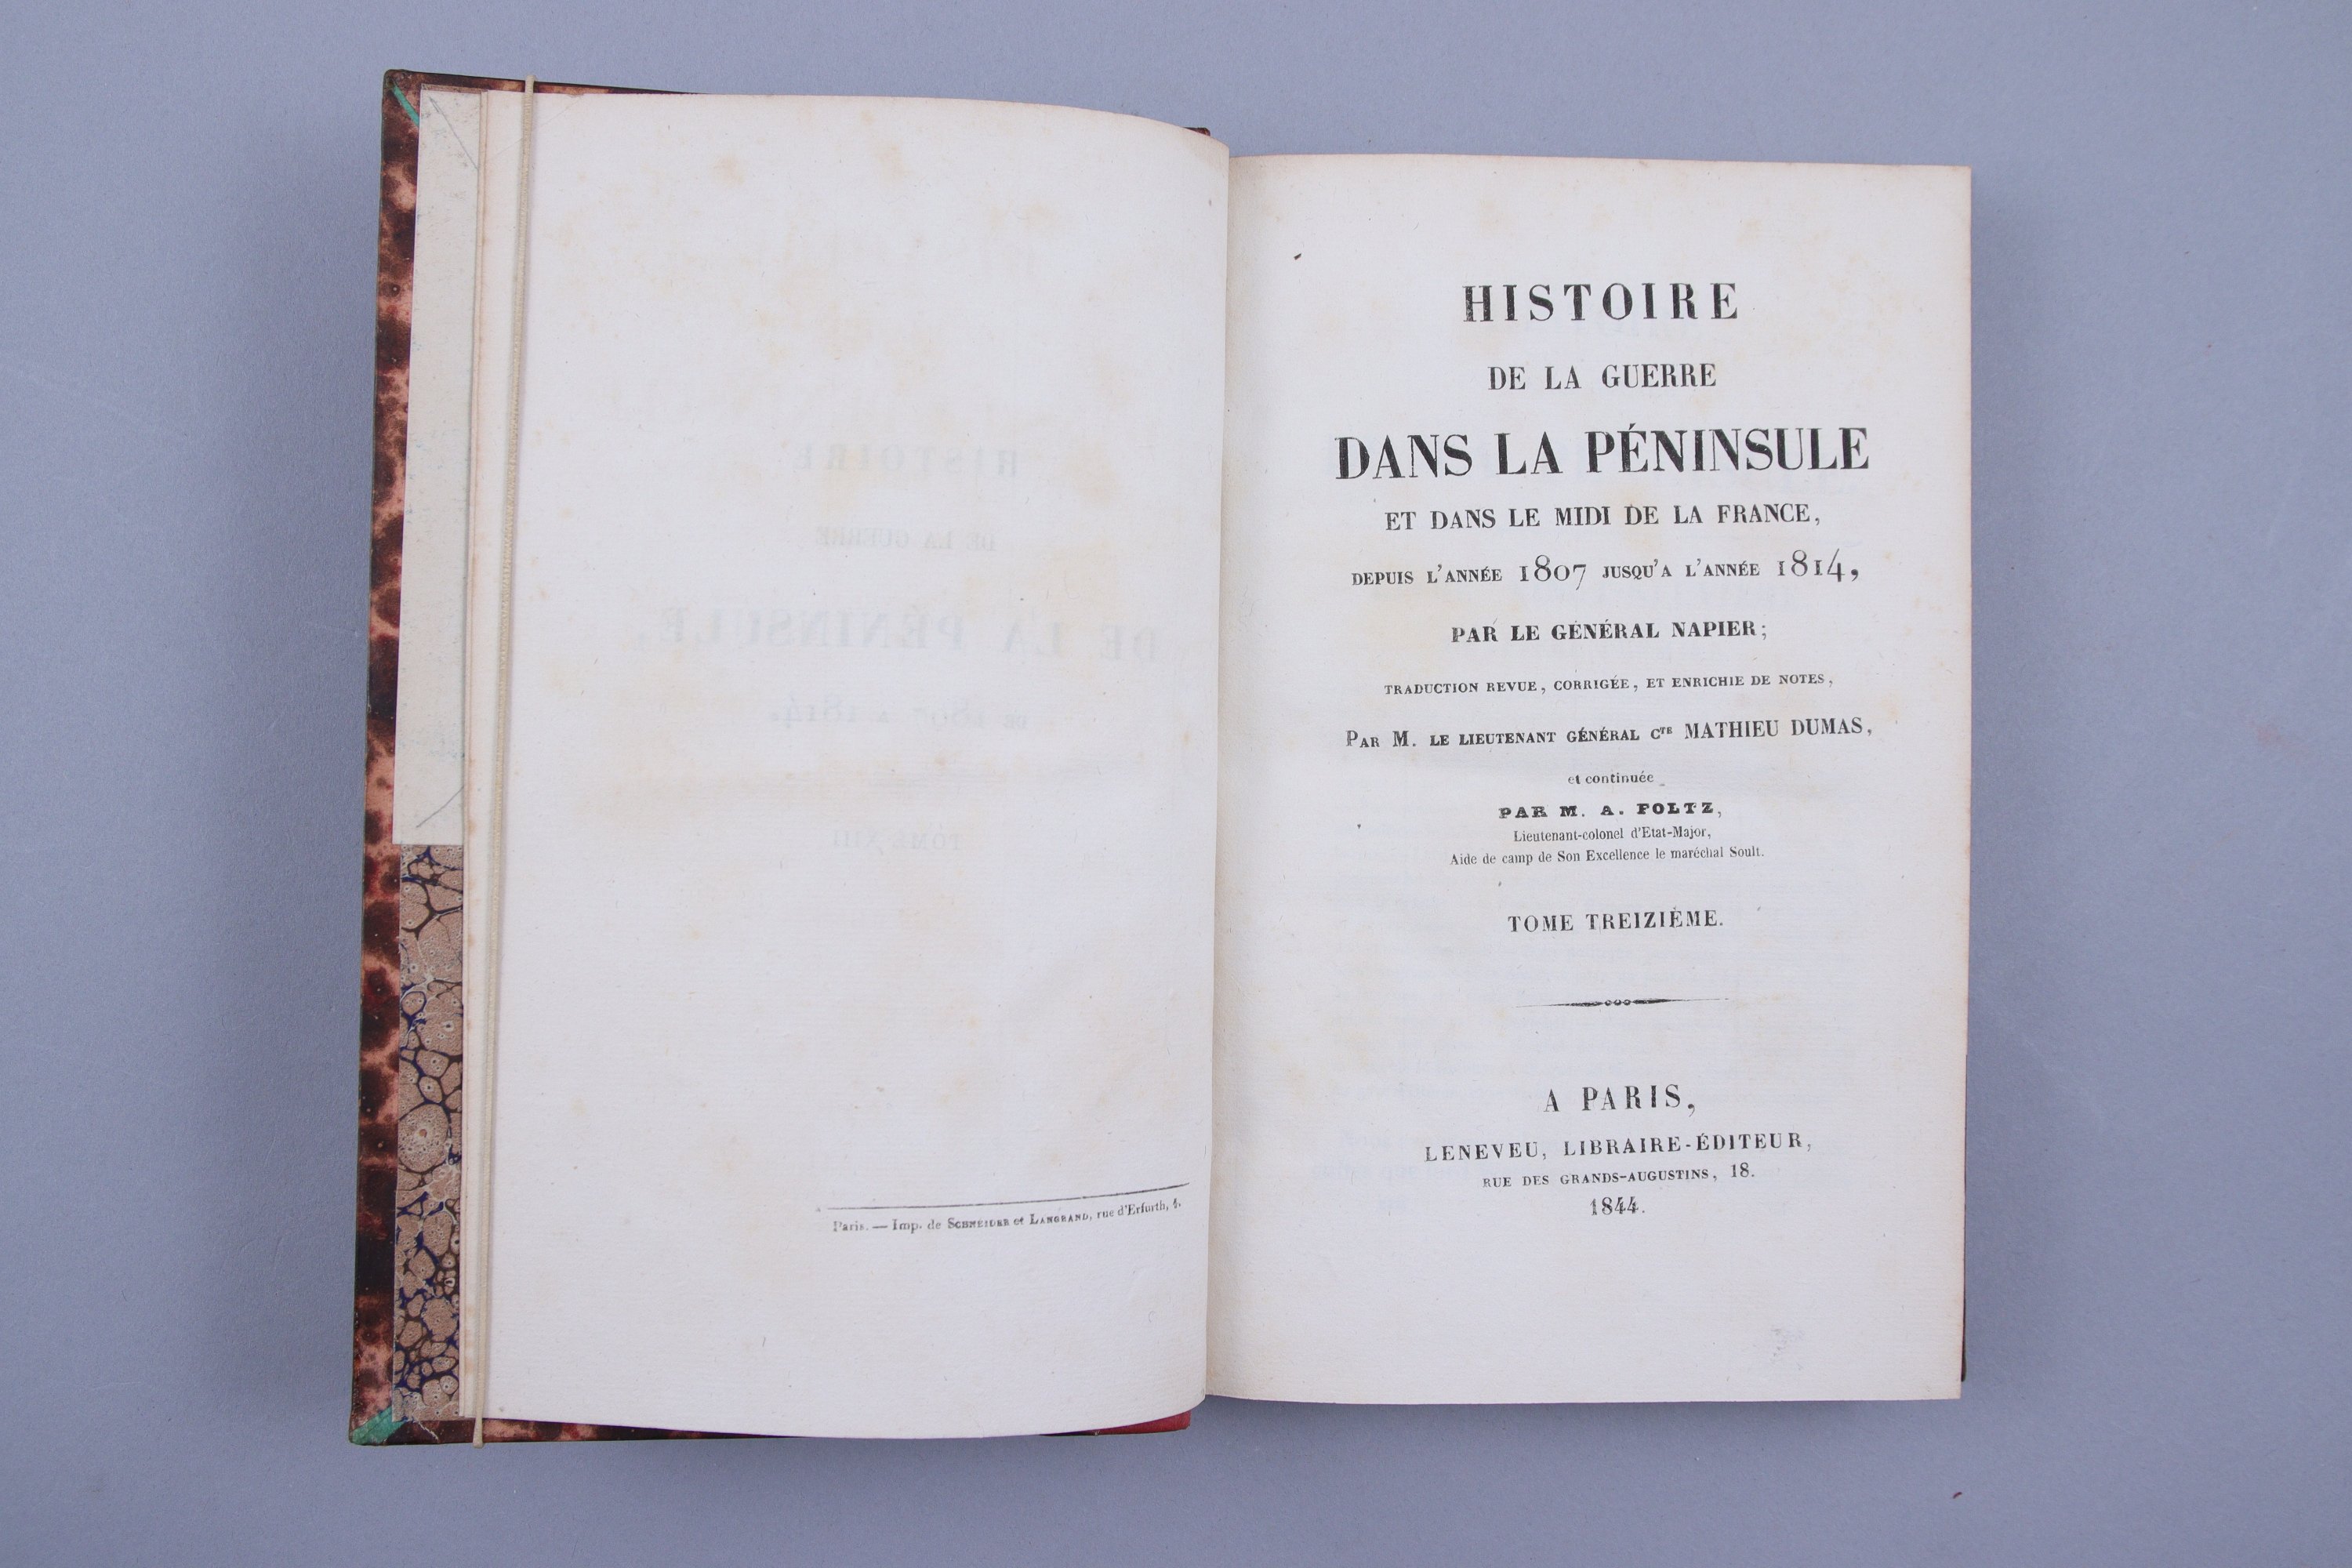 Paris. — Imp. de Schneider et Langrand, rue d'Erfurth, 1.
HISTOIRE
DE LA GUERRE
DANS LA PÉNINSULE
ET DANS LE MIDI DE LA FRANCE,
DEPUIS L'ANNÉE 1807 JUSQU'A L'ANNÉE 1814,
PAR LE GÉNÉRAL NAPIER;
TRADUCTION REVUE, CORRIGÉE, ET ENRICHIE DE NOTES,
PAR M. LE LIEUTENANT GÉNÉRAL CTE MATHIEU DUMAS,
et continuée
PAR M. A. FOLTZ,
Lieutenant-colonel d'Etat-Major,
Aide de camp de Son Excellence le maréchal Soult.
TOME TREIZIÈME.
A PARIS,
LENEVEU, LIBRAIRE-ÉDITEUR,
RUE DES GRANDS-AUGUSTINS, 18.
1844.